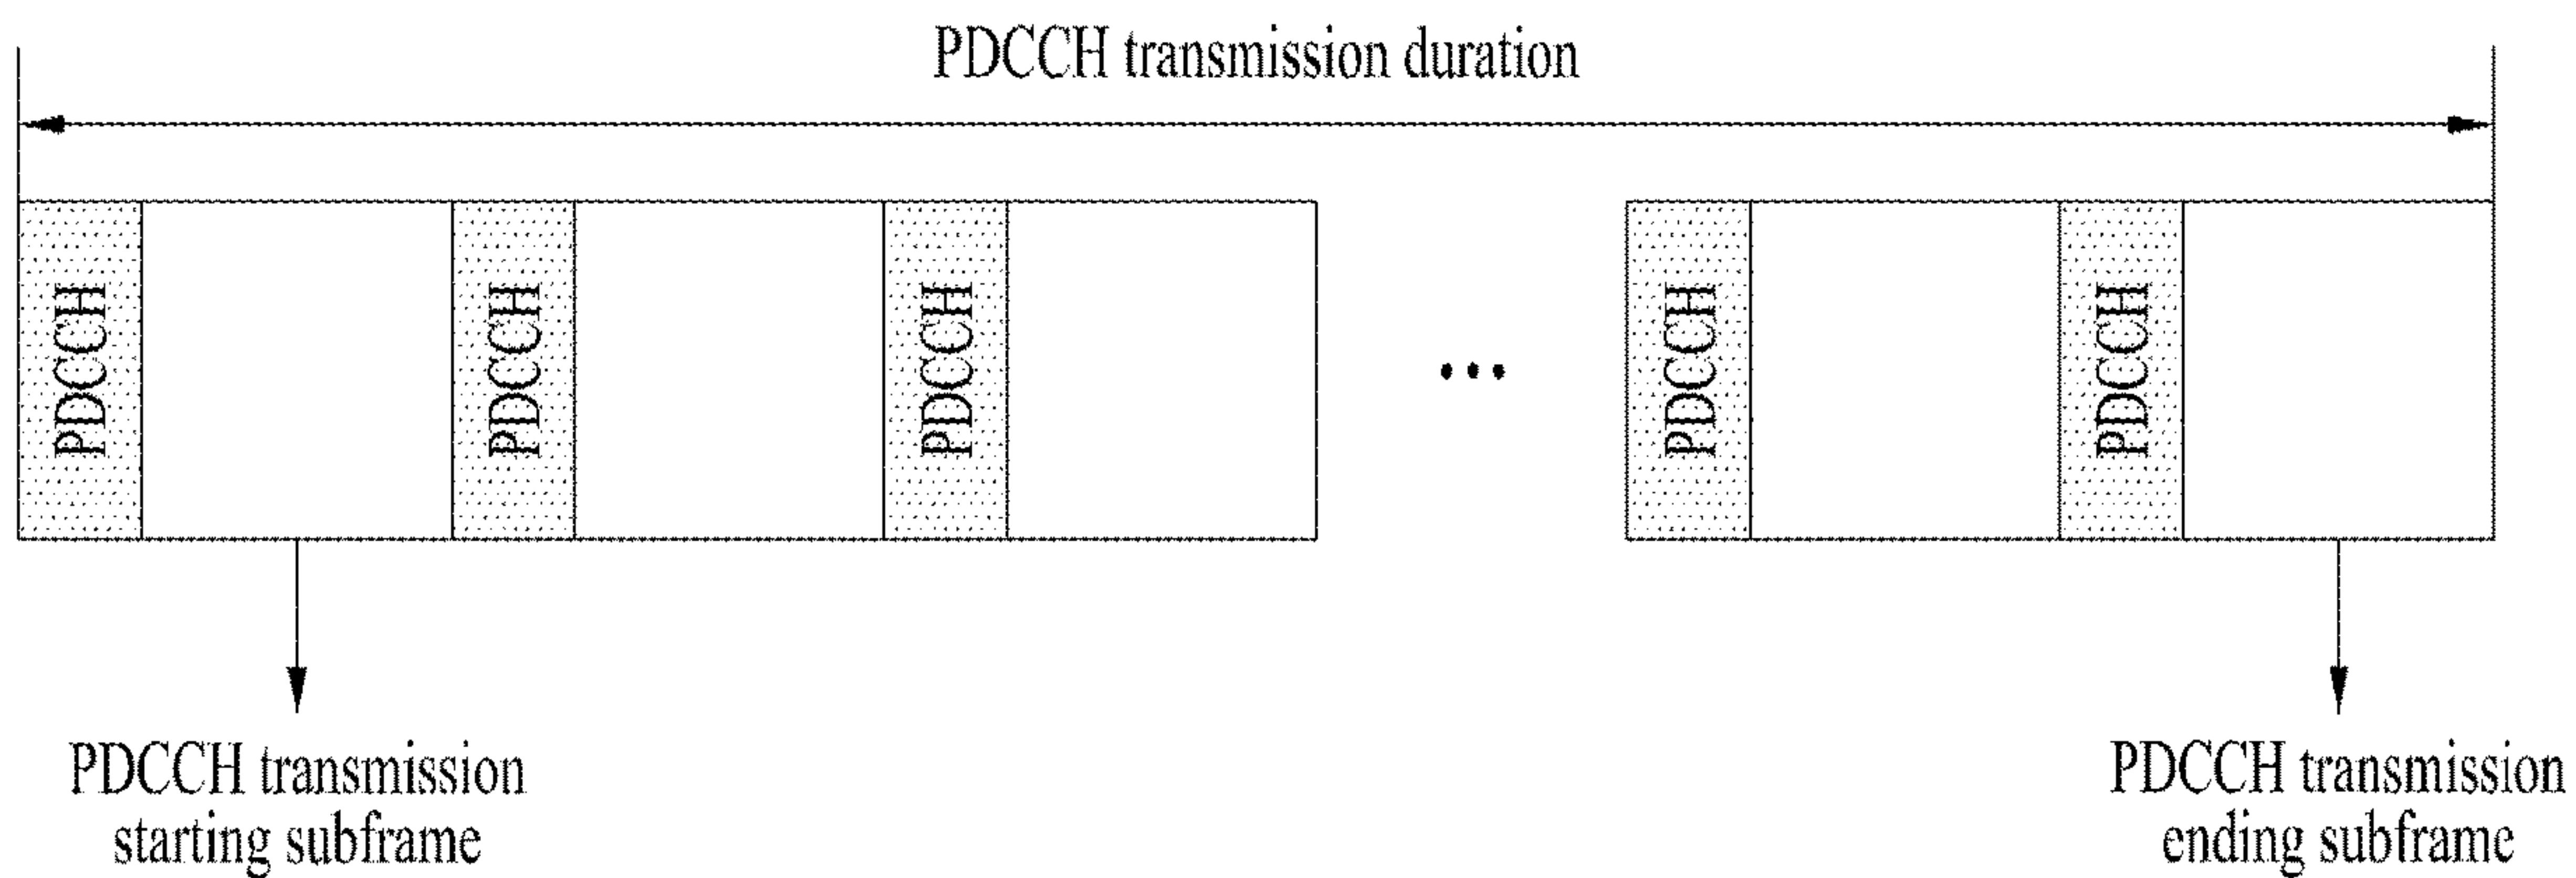 PDCCH transmission duration
PDCCH
PDCCH
PDCCH
...
PDCCH
PDCCH
PDCCH transmission
starting subframe
PDCCH transmission
ending subframe